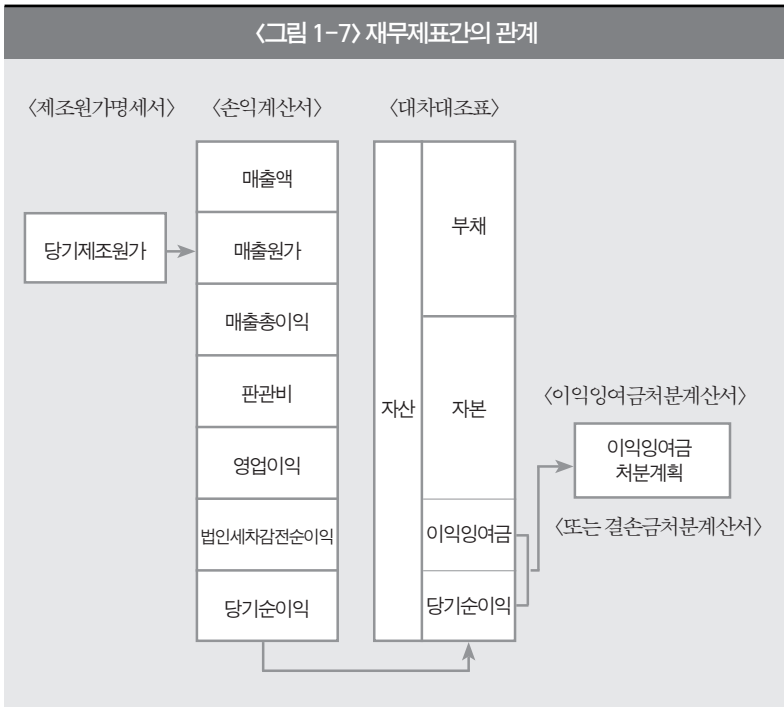 〈그림 1-7〉 재무제표간의 관계
〈제조원가명세서〉
〈손익계산서〉
〈대차대조표〉
당기제조원가
매출액
매출원가
매출총이익
판관비
영업이익
법인세차감전순이익
당기순이익
자산
부채
자본
이익잉여금
당기순이익
〈이익잉여금처분계산서〉
이익잉여금
처분계획
〈또는 결손금처분계산서〉